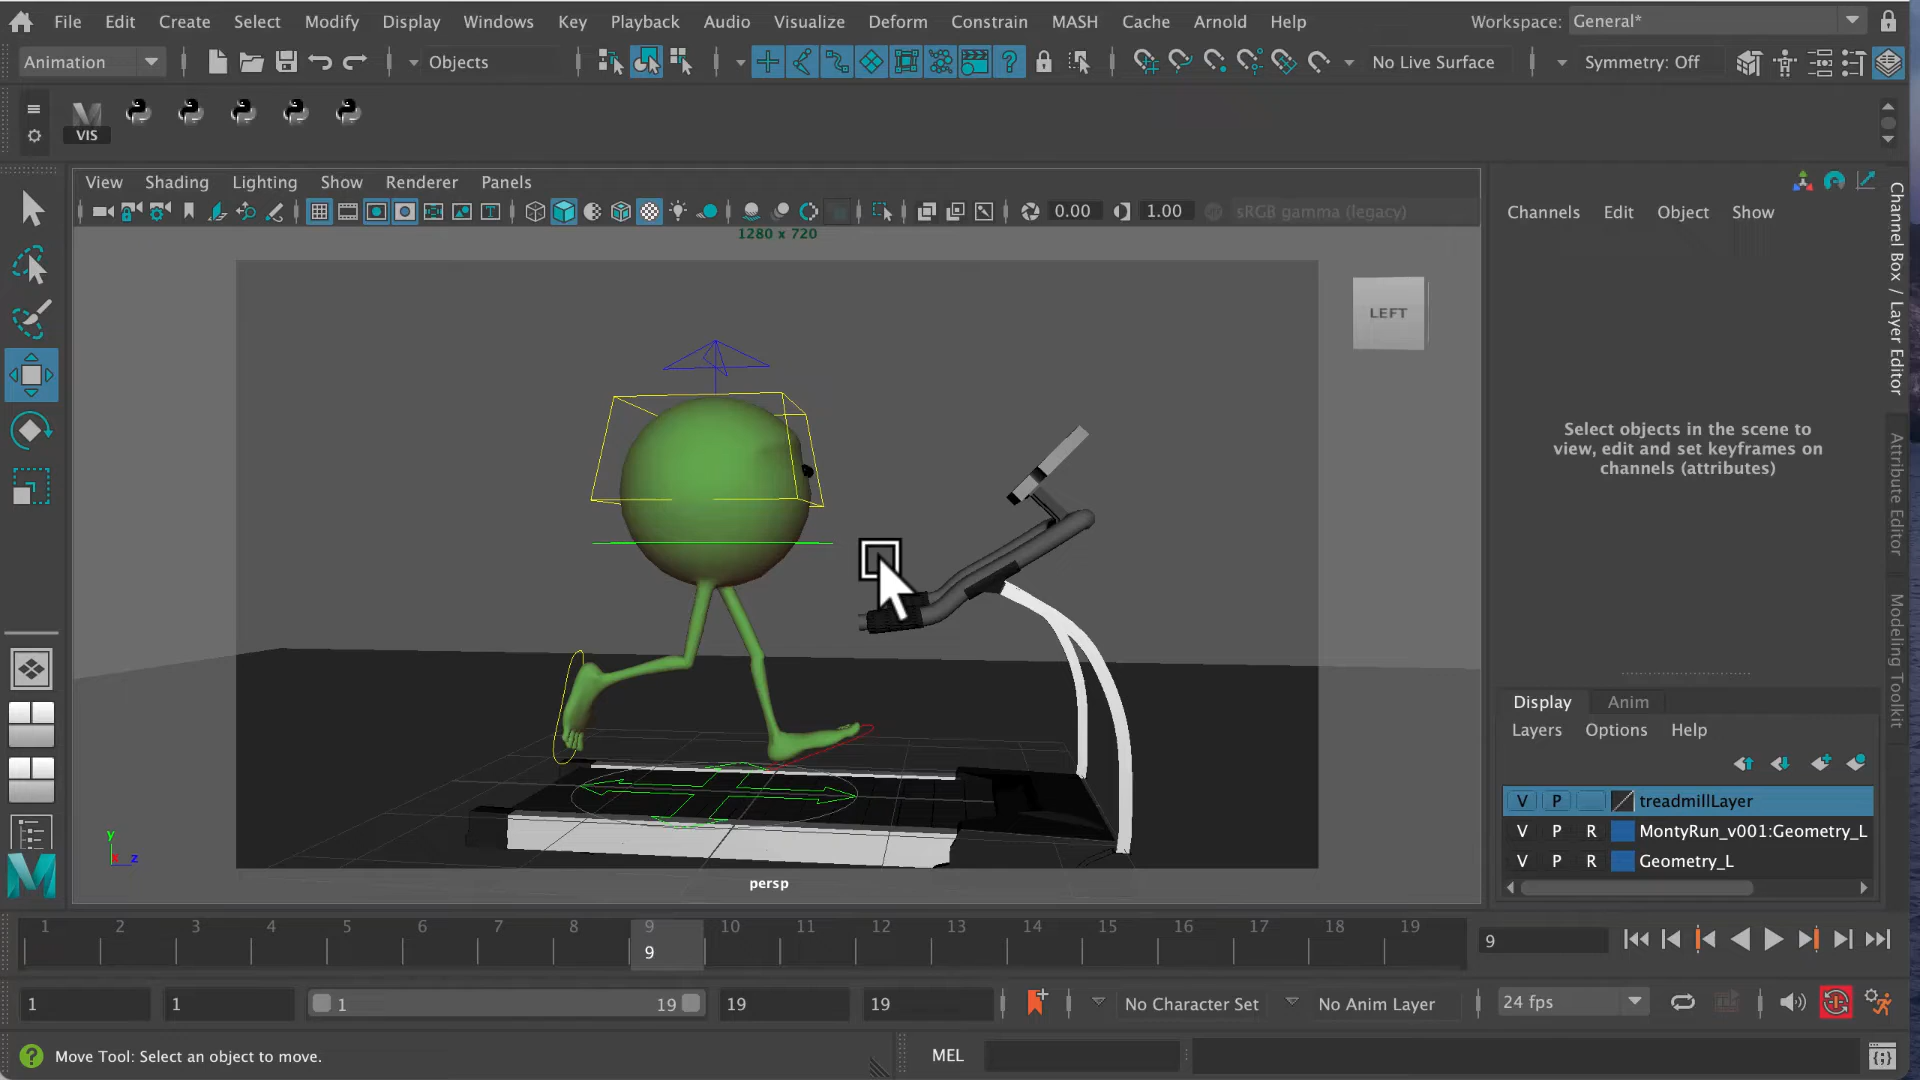 File Edit Create Select Modify Display Windows Key Playback Audio Visualize Deform Constrain MASH Cache Arnold Help Workspace: General*
Animation Objects No Live Surface Symmetry: Off
VIS
View Shading Lighting Show Renderer Panels
0.00 1.00 sRGB gamma (legacy)
1280 x 720
LEFT
Channels Edit Object Show
Select objects in the scene to
view, edit and set keyframes on
channels (attributes)
Channel Box / Layer Editor
Attribute Editor
Modeling Toolkit
Display Anim
Layers Options Help
V P treadmillLayer
V P R MontyRun_v001:Geometry_L
V P R Geometry_L
y
x z
persp
1 2 3 4 5 6 7 8 9 10 11 12 13 14 15 16 17 18 19
9 9
1 1 1 19 19 19 No Character Set No Anim Layer 24 fps
Move Tool: Select an object to move. MEL